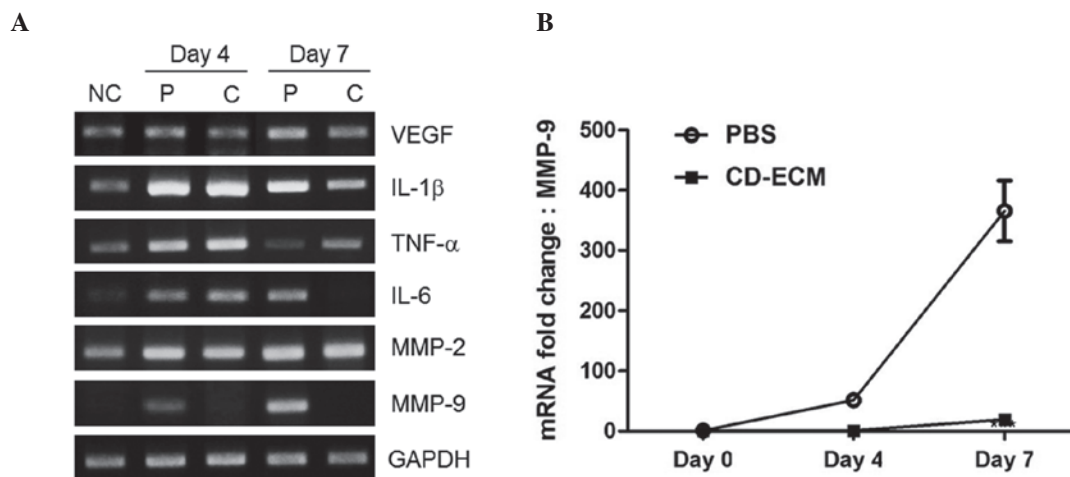 A
B
Day 4 Day 7
NC P C P C
VEGF
IL-1β
TNF-α
IL-6
MMP-2
MMP-9
GAPDH
mRNA fold change : MMP-9
500
400
300
200
100
0
PBS
CD-ECM
***
Day 0 Day 4 Day 7